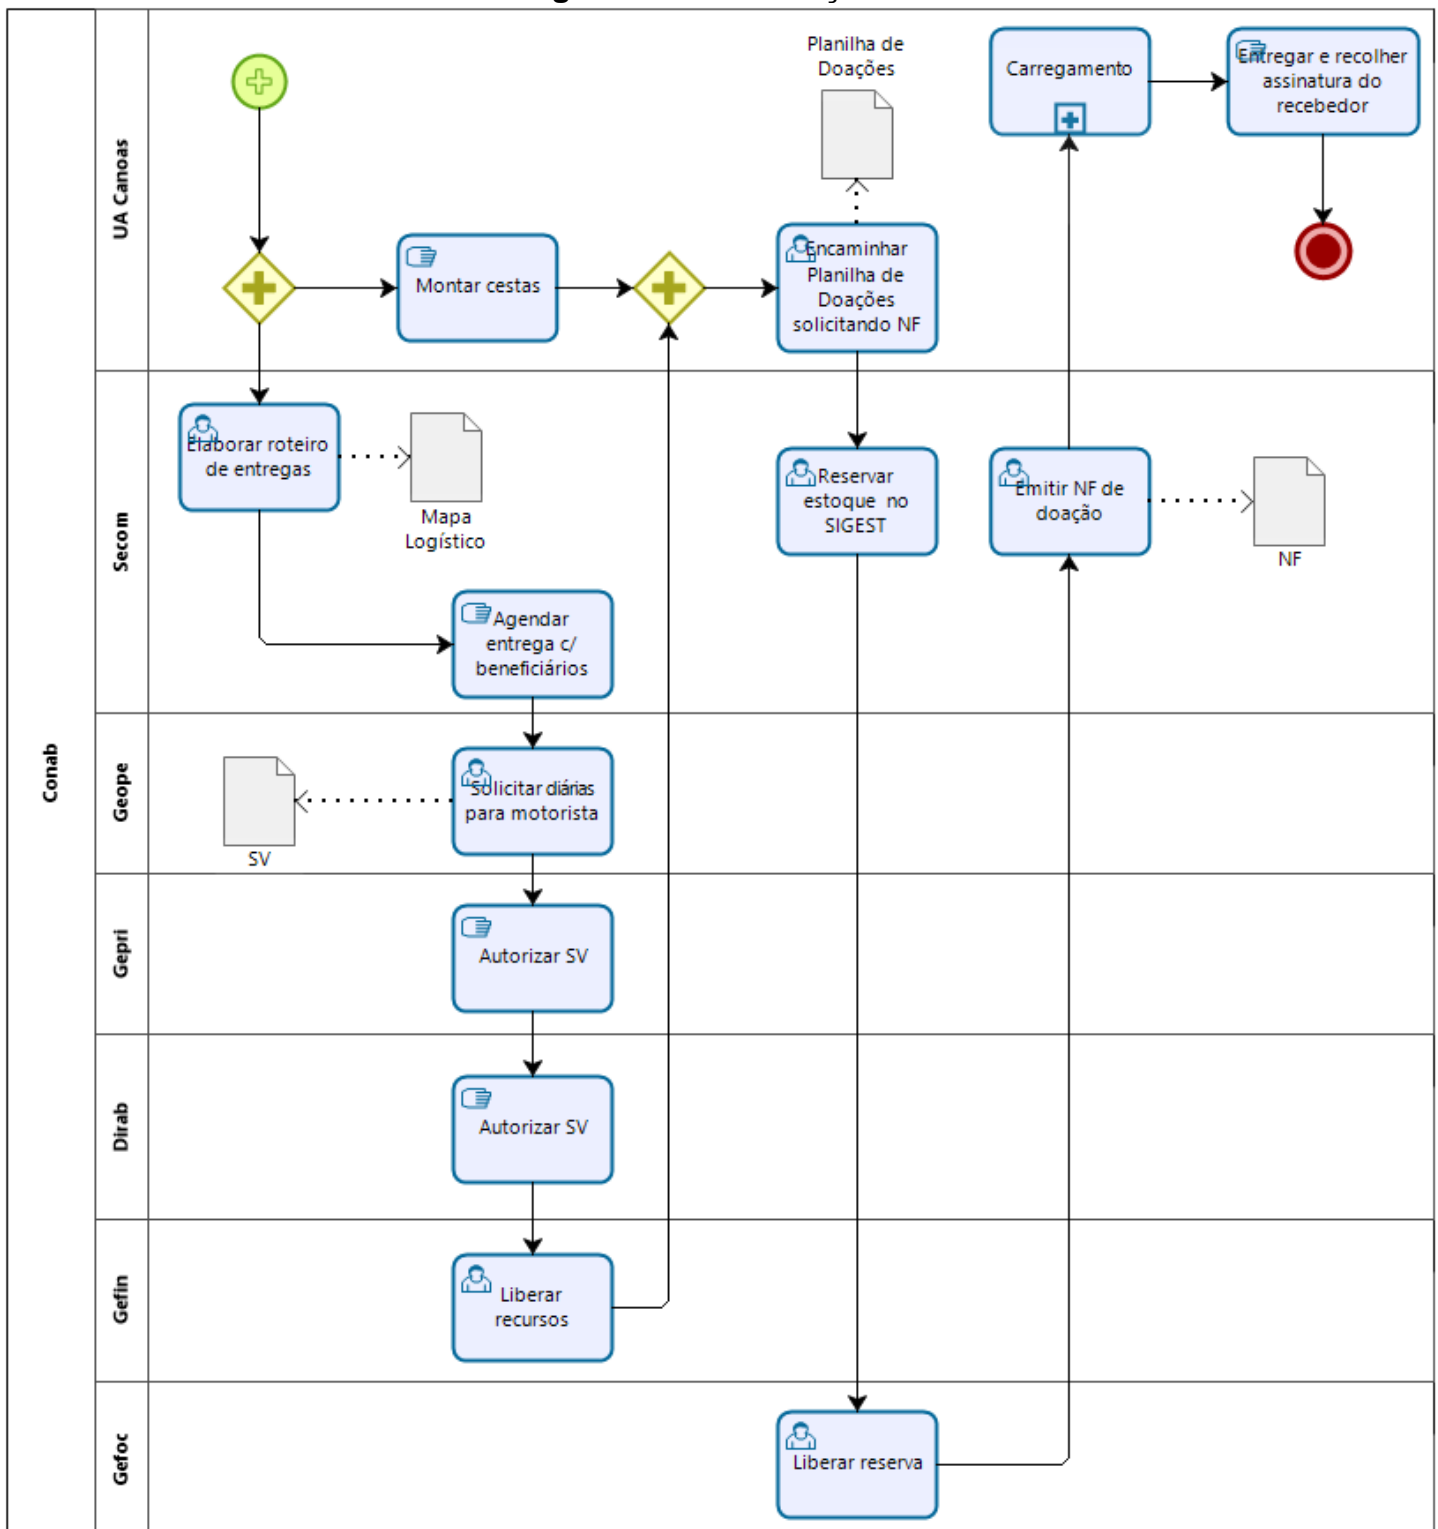 Conab
UA Canoas
Planilha de
Doações
Carregamento
Entregar e recolher
assinatura do
recebedor
Montar cestas
Encaminhar
Planilha de
Doações
solicitando NF
Secom
Elaborar roteiro
de entregas
Mapa
Logístico
Reservar
estoque no
SIGEST
Emitir NF de
doação
NF
Agendar
entrega c/
beneficiários
Geope
Solicitar diárias
para motorista
SV
Gepri
Autorizar SV
Dirab
Autorizar SV
Gefin
Liberar
recursos
Gefoc
Liberar reserva